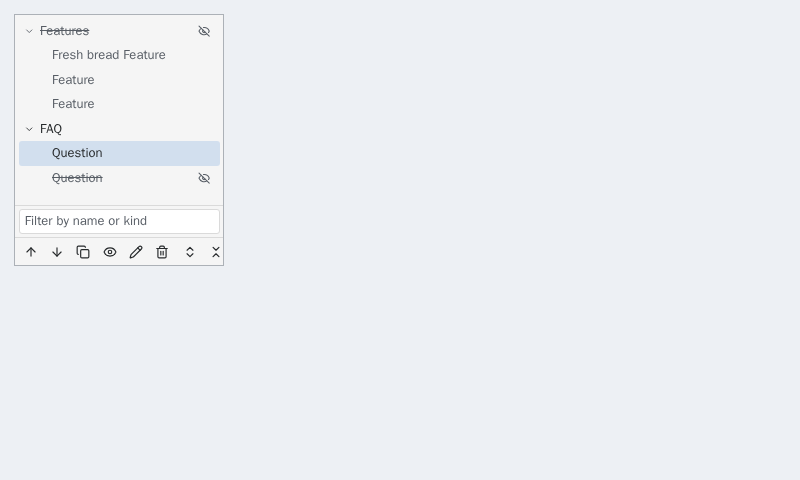 Features
Fresh bread Feature
Feature
Feature
FAQ
Question
Question
Filter by name or kind